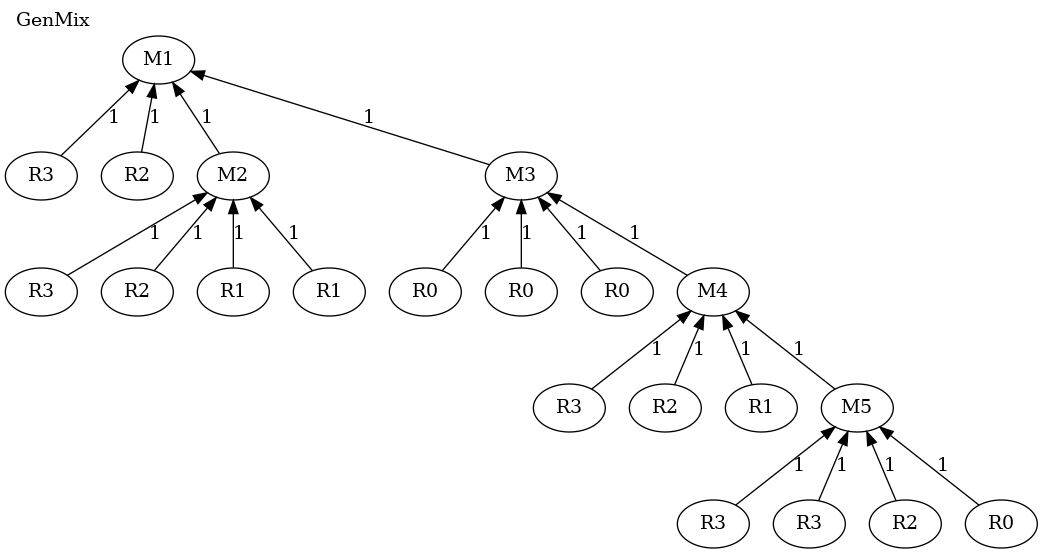 GenMix
M1
1 1 1 1
R3 R2 M2 M3
1 1 1 1 1 1 1 1
R3 R2 R1 R1 R0 R0 R0 M4
1 1 1 1
R3 R2 R1 M5
1 1 1 1
R3 R3 R2 R0